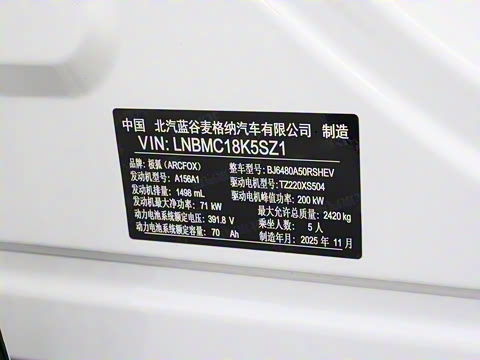 中国 北汽蓝谷麦格纳汽车有限公司 制造
VIN: LNBMC18K5SZ1
品牌: 极狐 (ARCFOX) 整车型号: BJ6480A50RSHEV
发动机型号: A156A1 驱动电机型号: TZ220XS504
发动机排量: 1498 mL 驱动电机峰值功率: 200 kW
发动机最大净功率: 71 kW 最大允许总质量: 2420 kg
动力电池系统额定电压: 391.8 V 乘坐人数: 5 人
动力电池系统额定容量: 70 Ah 制造年月: 2025 年 11 月